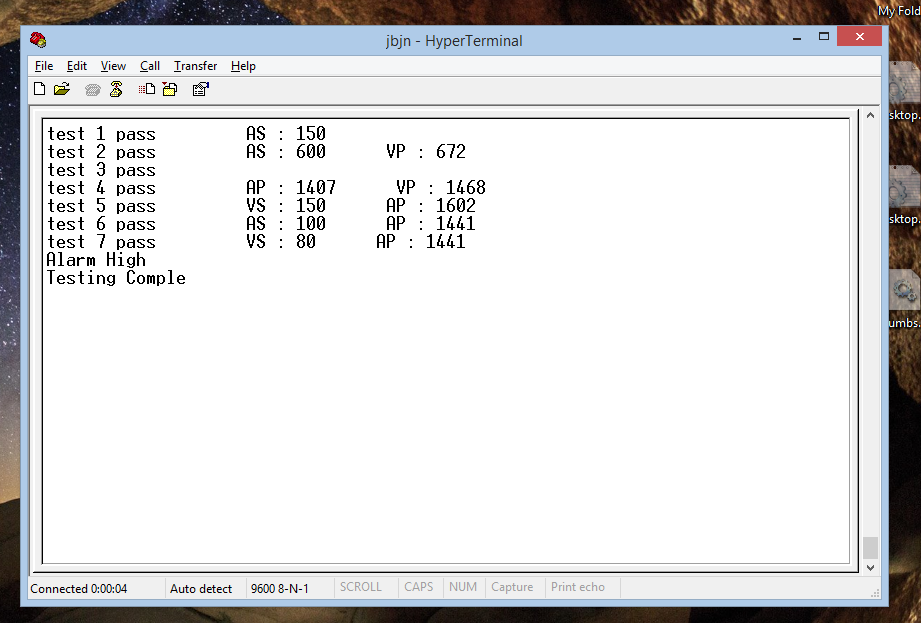 My Fold
jbjn - HyperTerminal
File Edit View Call Transfer Help
test 1 pass AS : 150
test 2 pass AS : 600 VP : 672
test 3 pass
test 4 pass AP : 1407 VP : 1468
test 5 pass VS : 150 AP : 1602
test 6 pass AS : 100 AP : 1441
test 7 pass VS : 80 AP : 1441
Alarm High
Testing Comple
sktop.
sktop.
umbs.
Connected 0:00:04 Auto detect 9600 8-N-1 SCROLL CAPS NUM Capture Print echo